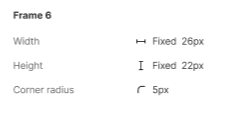 Frame 6
Width Fixed 26px
Height Fixed 22px
Corner radius 5px